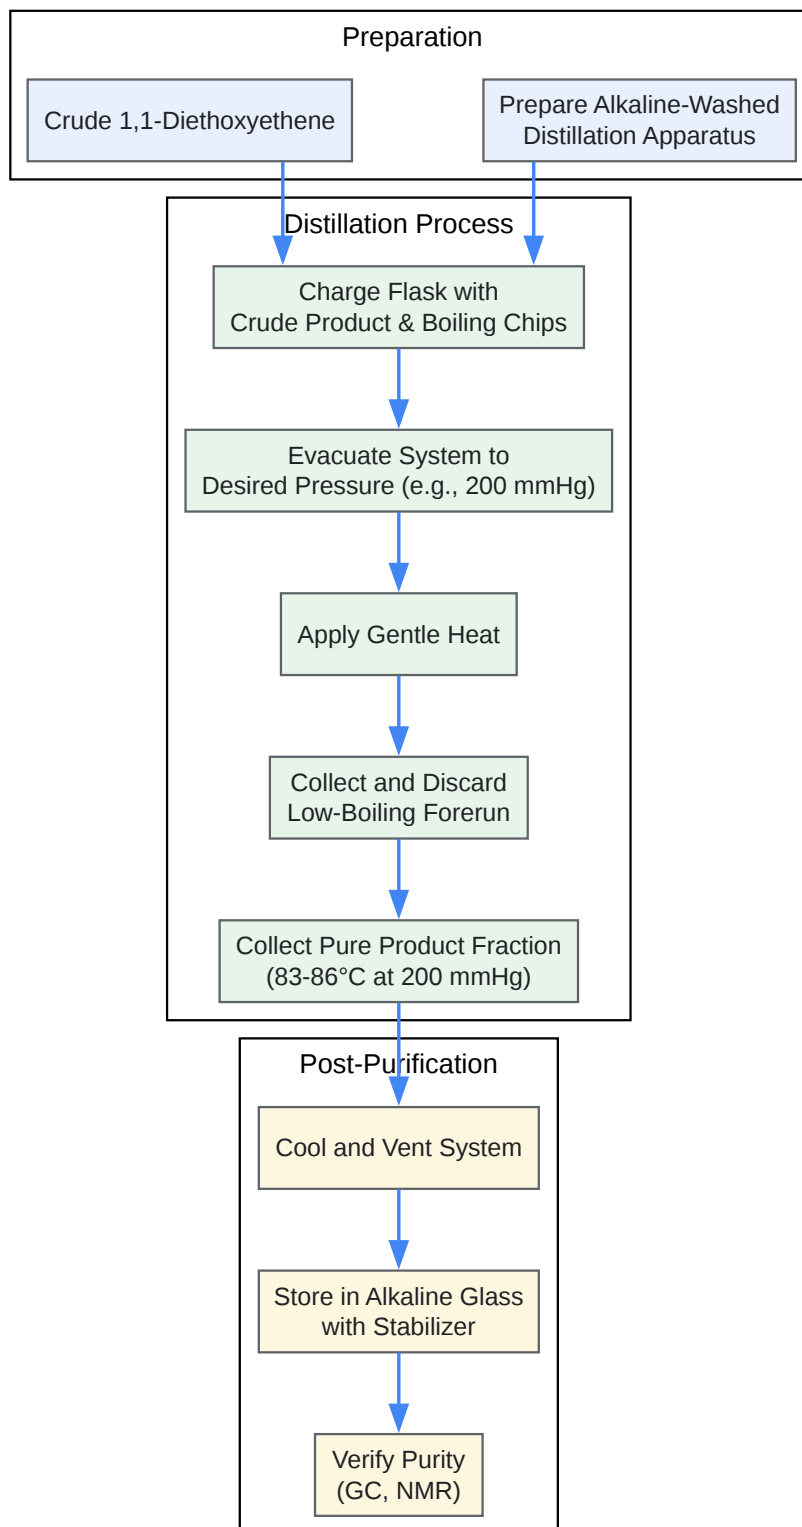 Preparation
Crude 1,1-Diethoxyethene
Prepare Alkaline-Washed
Distillation Apparatus
Distillation Process
Charge Flask with
Crude Product & Boiling Chips
Evacuate System to
Desired Pressure (e.g., 200 mmHg)
Apply Gentle Heat
Collect and Discard
Low-Boiling Forerun
Collect Pure Product Fraction
(83-86°C at 200 mmHg)
Post-Purification
Cool and Vent System
Store in Alkaline Glass
with Stabilizer
Verify Purity
(GC, NMR)